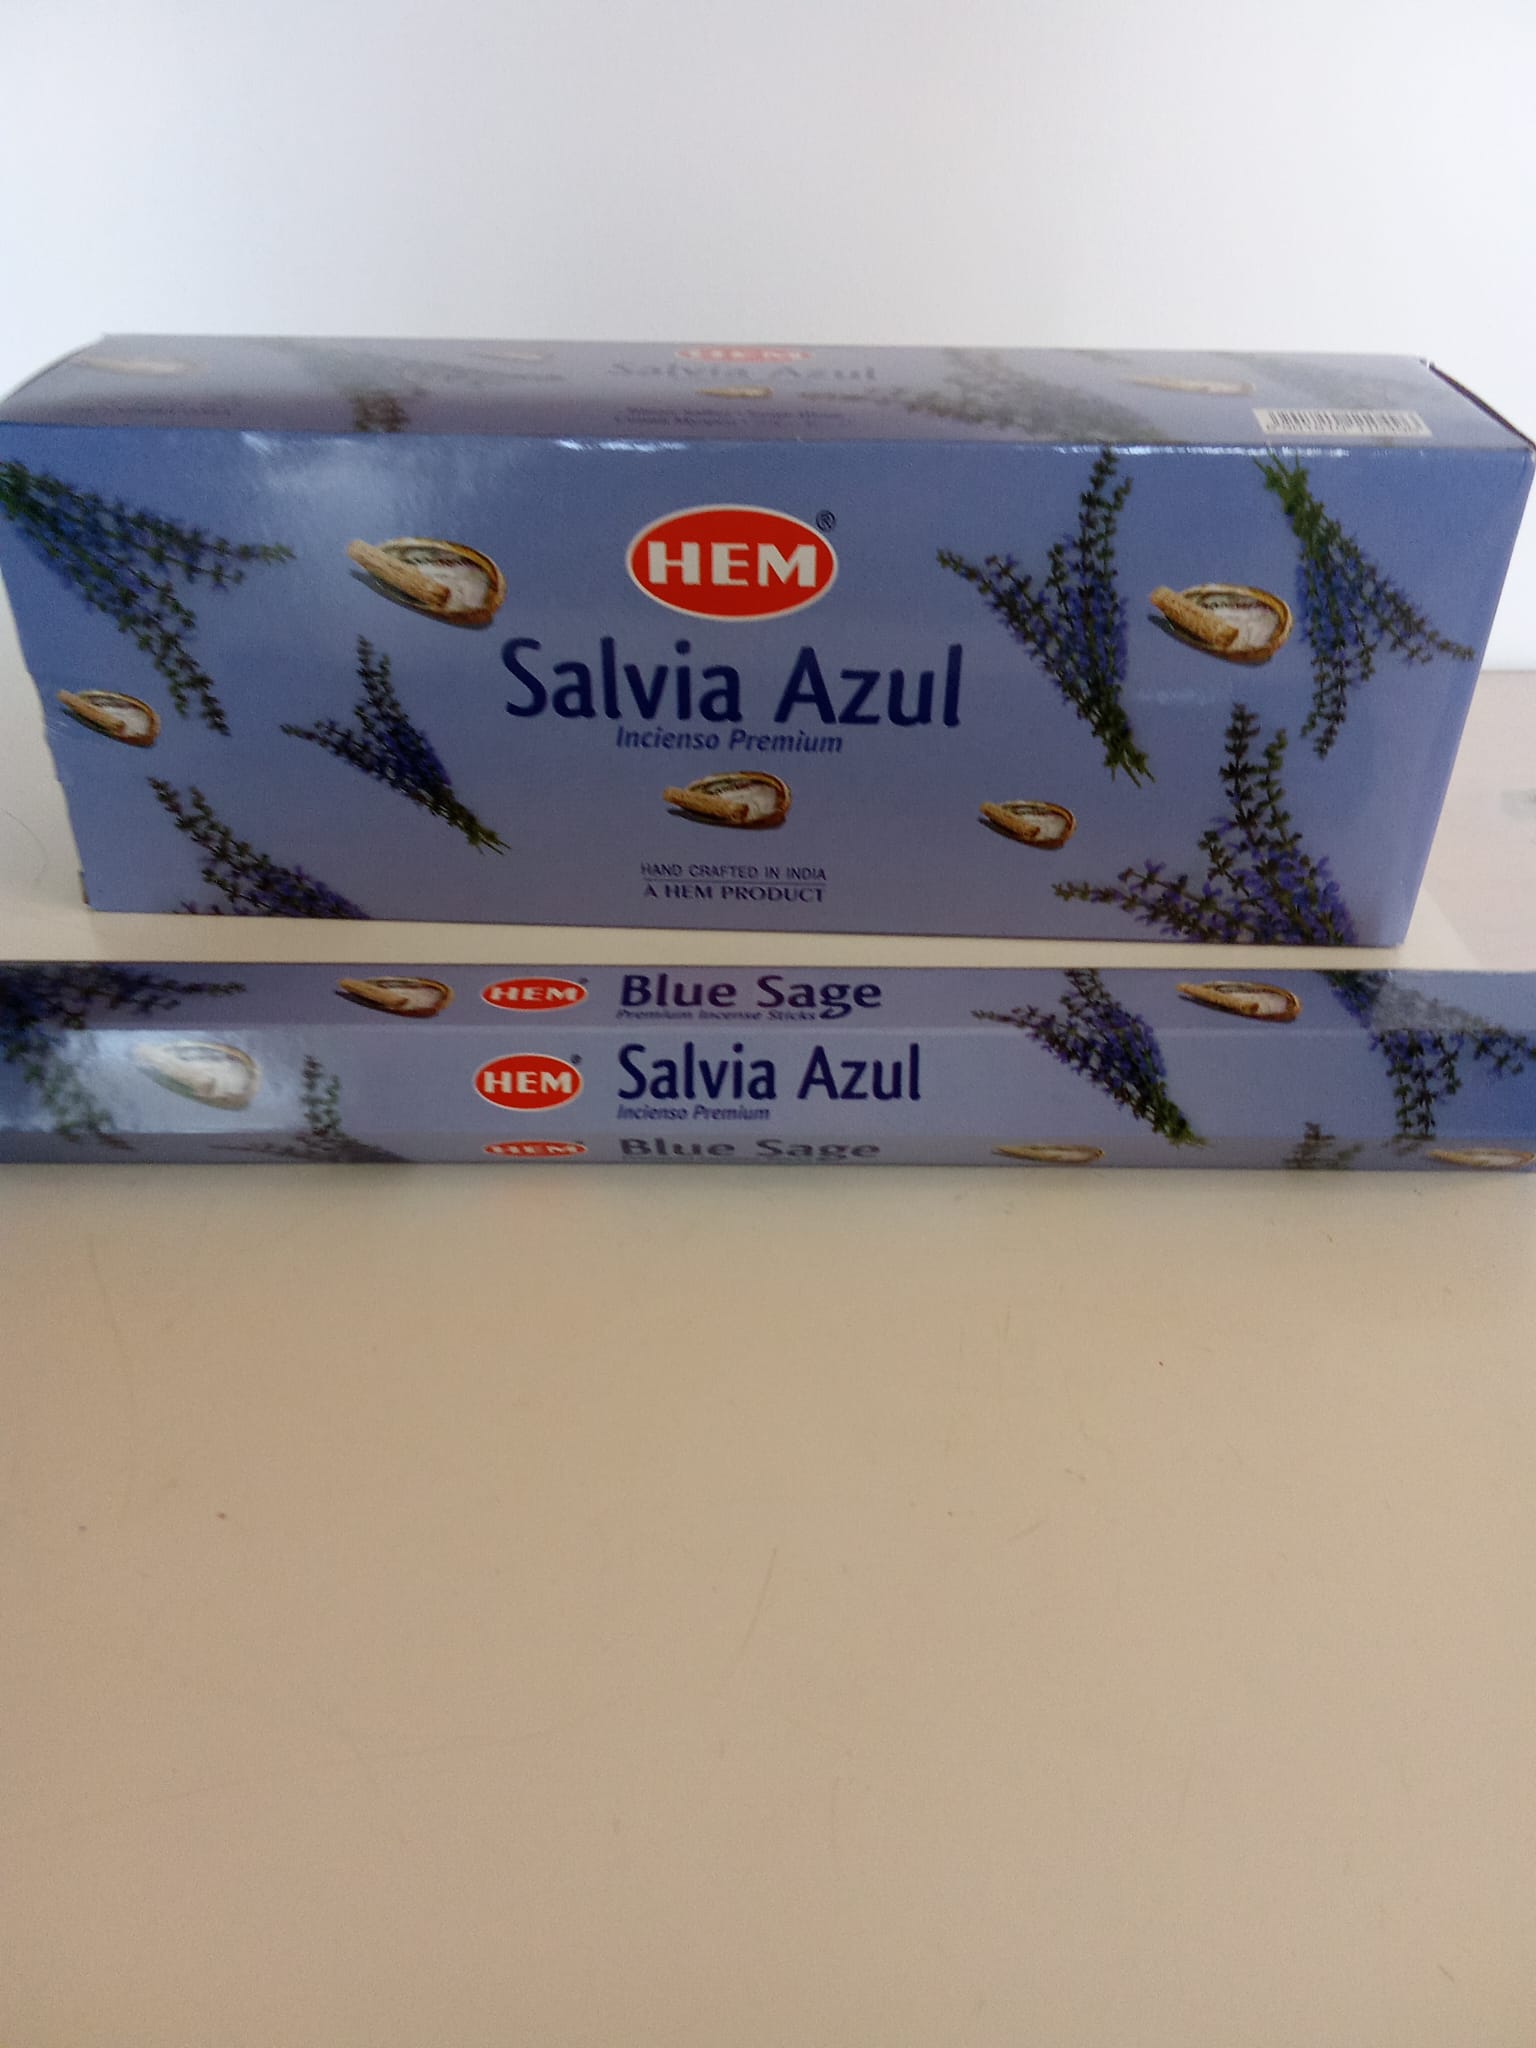 HEM
Salvia Azul
HEM®
Salvia Azul
Incienso Premium
HAND CRAFTED IN INDIA
A HEM PRODUCT
HEM Blue Sage
Premium Incense Sticks
HEM Salvia Azul
Incienso Premium
HEM Blue Sage